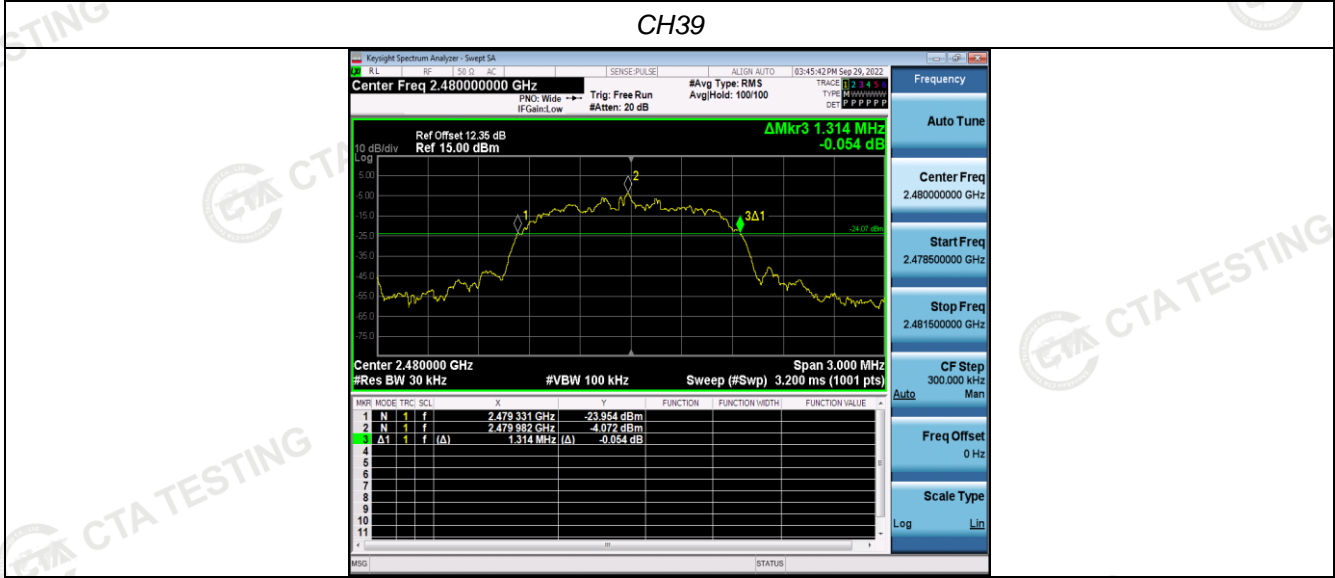 CH39
CTA TESTING
Keysight Spectrum Analyzer - Swept SA
RL RF 50 Ω AC SENSE:PULSE ALIGN AUTO 03:45:42 PM Sep 29, 2022
Center Freq 2.480000000 GHz
PNO: Wide
IFGain:Low
Trig: Free Run
#Atten: 20 dB
#Avg Type: RMS
Avg|Hold: 100/100
TRACE 1 2 3 4 5 6
TYPE M WWWWW
DET P P P P P P
Frequency
Auto Tune
Center Freq
2.480000000 GHz
Start Freq
2.478500000 GHz
Stop Freq
2.481500000 GHz
CF Step
300.000 kHz
Auto Man
Freq Offset
0 Hz
Scale Type
Log Lin
ΔMkr3 1.314 MHz
-0.054 dB
Ref Offset 12.35 dB
10 dB/div Ref 15.00 dBm
Log
5.00
-5.00
-15.0
-25.0
-35.0
-45.0
-55.0
-65.0
-75.0
1
2
3Δ1
-24.07 dBm
Center 2.480000 GHz Span 3.000 MHz
#Res BW 30 kHz #VBW 100 kHz Sweep (#Swp) 3.200 ms (1001 pts)
MKR MODE TRC SCL X Y FUNCTION FUNCTION WIDTH FUNCTION VALUE
1 N 1 f 2.479 331 GHz -23.954 dBm
2 N 1 f 2.479 982 GHz -4.072 dBm
3 Δ1 1 f (Δ) 1.314 MHz (Δ) -0.054 dB
4
5
6
7
8
9
10
11
MSG STATUS
CTA TESTING
CTA TESTING